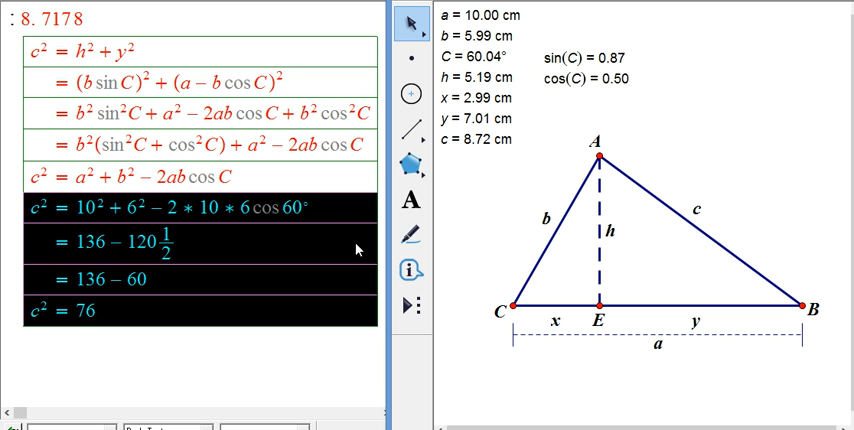 : 8. 7178
c² = h² + y²
= (b sin C)² + (a − b cos C)²
= b² sin²C + a² − 2ab cos C + b² cos²C
= b²(sin²C + cos²C) + a² − 2ab cos C
c² = a² + b² − 2ab cos C
c² = 10² + 6² − 2 * 10 * 6 cos 60°
= 136 − 120 1/2
= 136 − 60
c² = 76
A
i
a = 10.00 cm
b = 5.99 cm
C = 60.04°
h = 5.19 cm
x = 2.99 cm
y = 7.01 cm
c = 8.72 cm
sin(C) = 0.87
cos(C) = 0.50
A
b
c
h
C
E
B
x
y
a